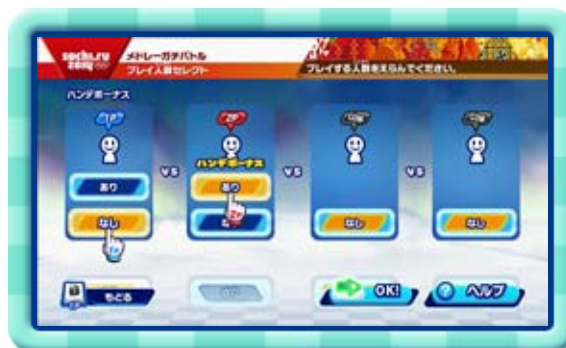 sochi.ru
2014
メドレーガチバトル
プレイ人数セレクト
プレイする人数をえらんでください。
ハンデボーナス
1P
2P
ハンデボーナス
vs
vs
vs
あり
なし
あり
なし
なし
もどる
OK!
ヘルプ